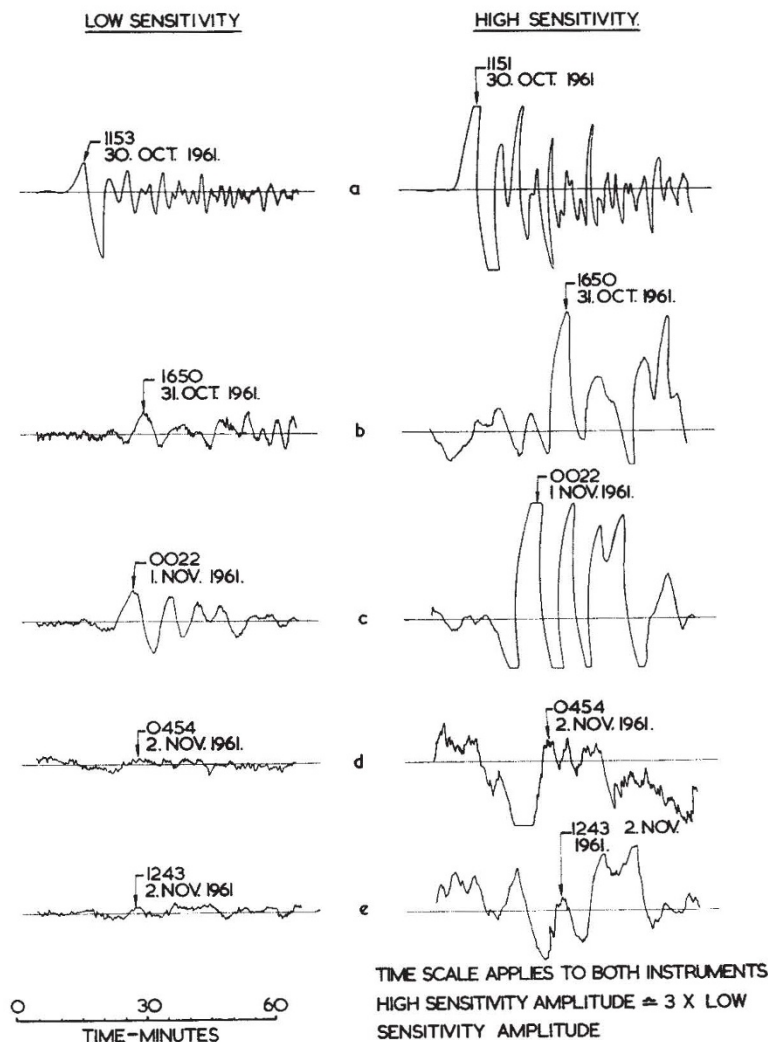 LOW SENSITIVITY
HIGH SENSITIVITY.
1153
30. OCT. 1961.
1151
30. OCT. 1961
a
1650
31. OCT. 1961.
1650
31. OCT. 1961.
b
0022
1. NOV. 1961.
0022
1. NOV. 1961.
c
0454
2. NOV. 1961.
0454
2. NOV. 1961.
d
1243
2. NOV. 1961
1243 2. NOV.
1961.
e
0 30 60
TIME-MINUTES
TIME SCALE APPLIES TO BOTH INSTRUMENTS
HIGH SENSITIVITY AMPLITUDE ≏ 3 X LOW
SENSITIVITY AMPLITUDE